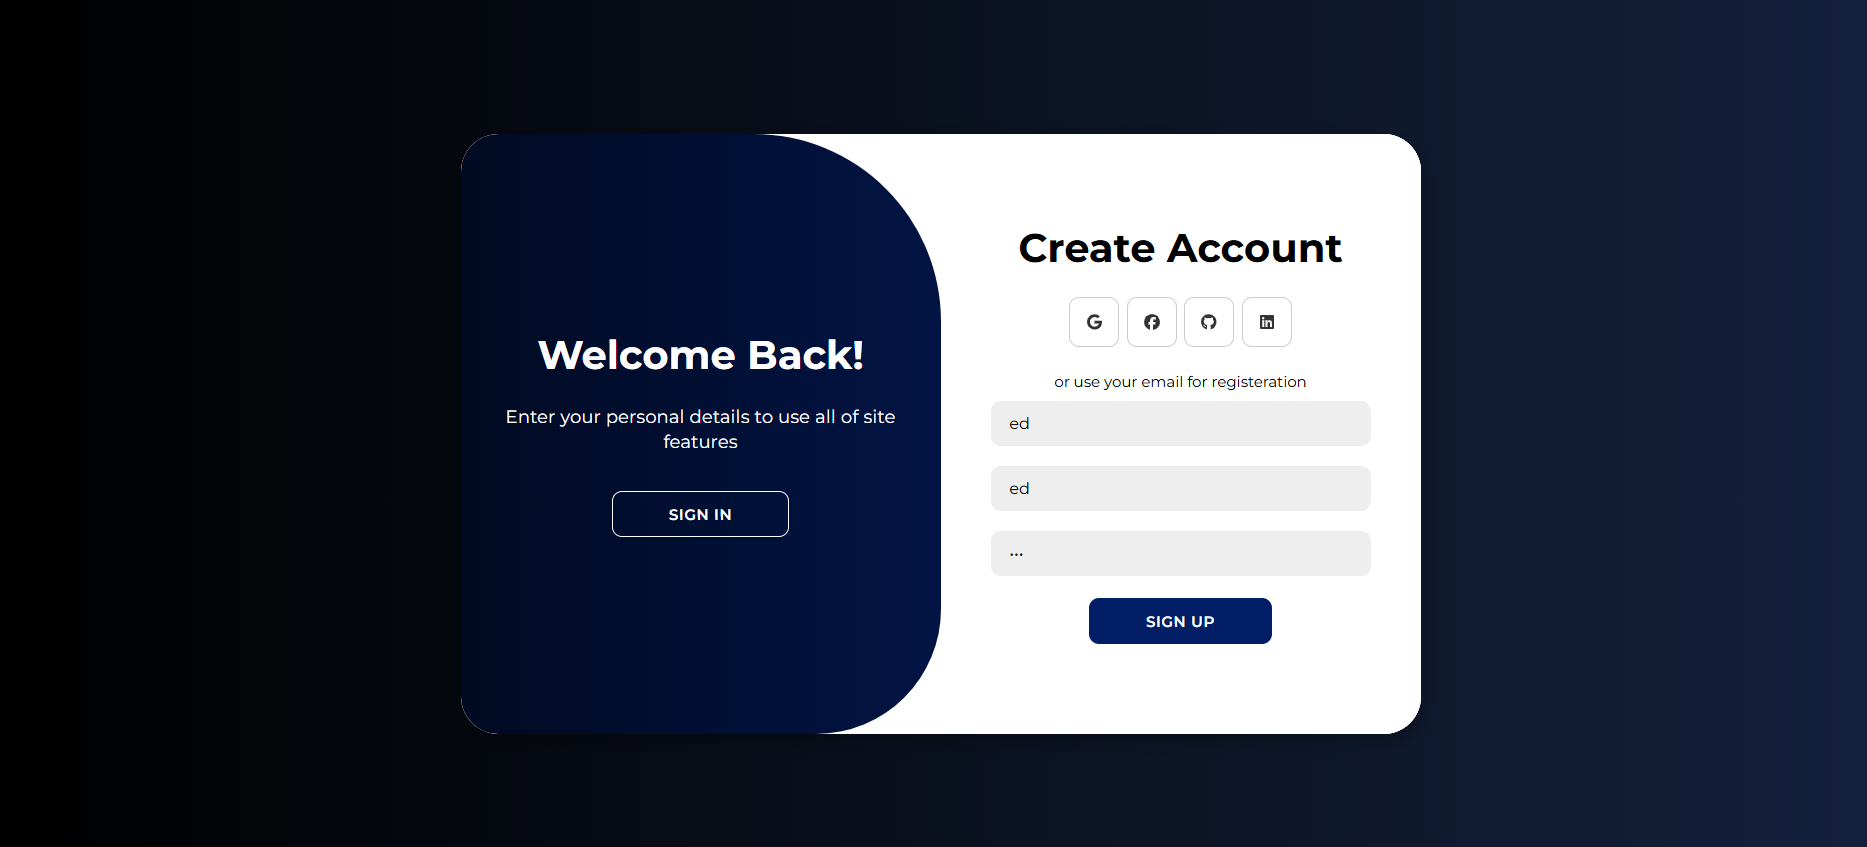 Welcome Back!
Enter your personal details to use all of site
features
SIGN IN
Create Account
or use your email for registeration
ed
ed
...
SIGN UP